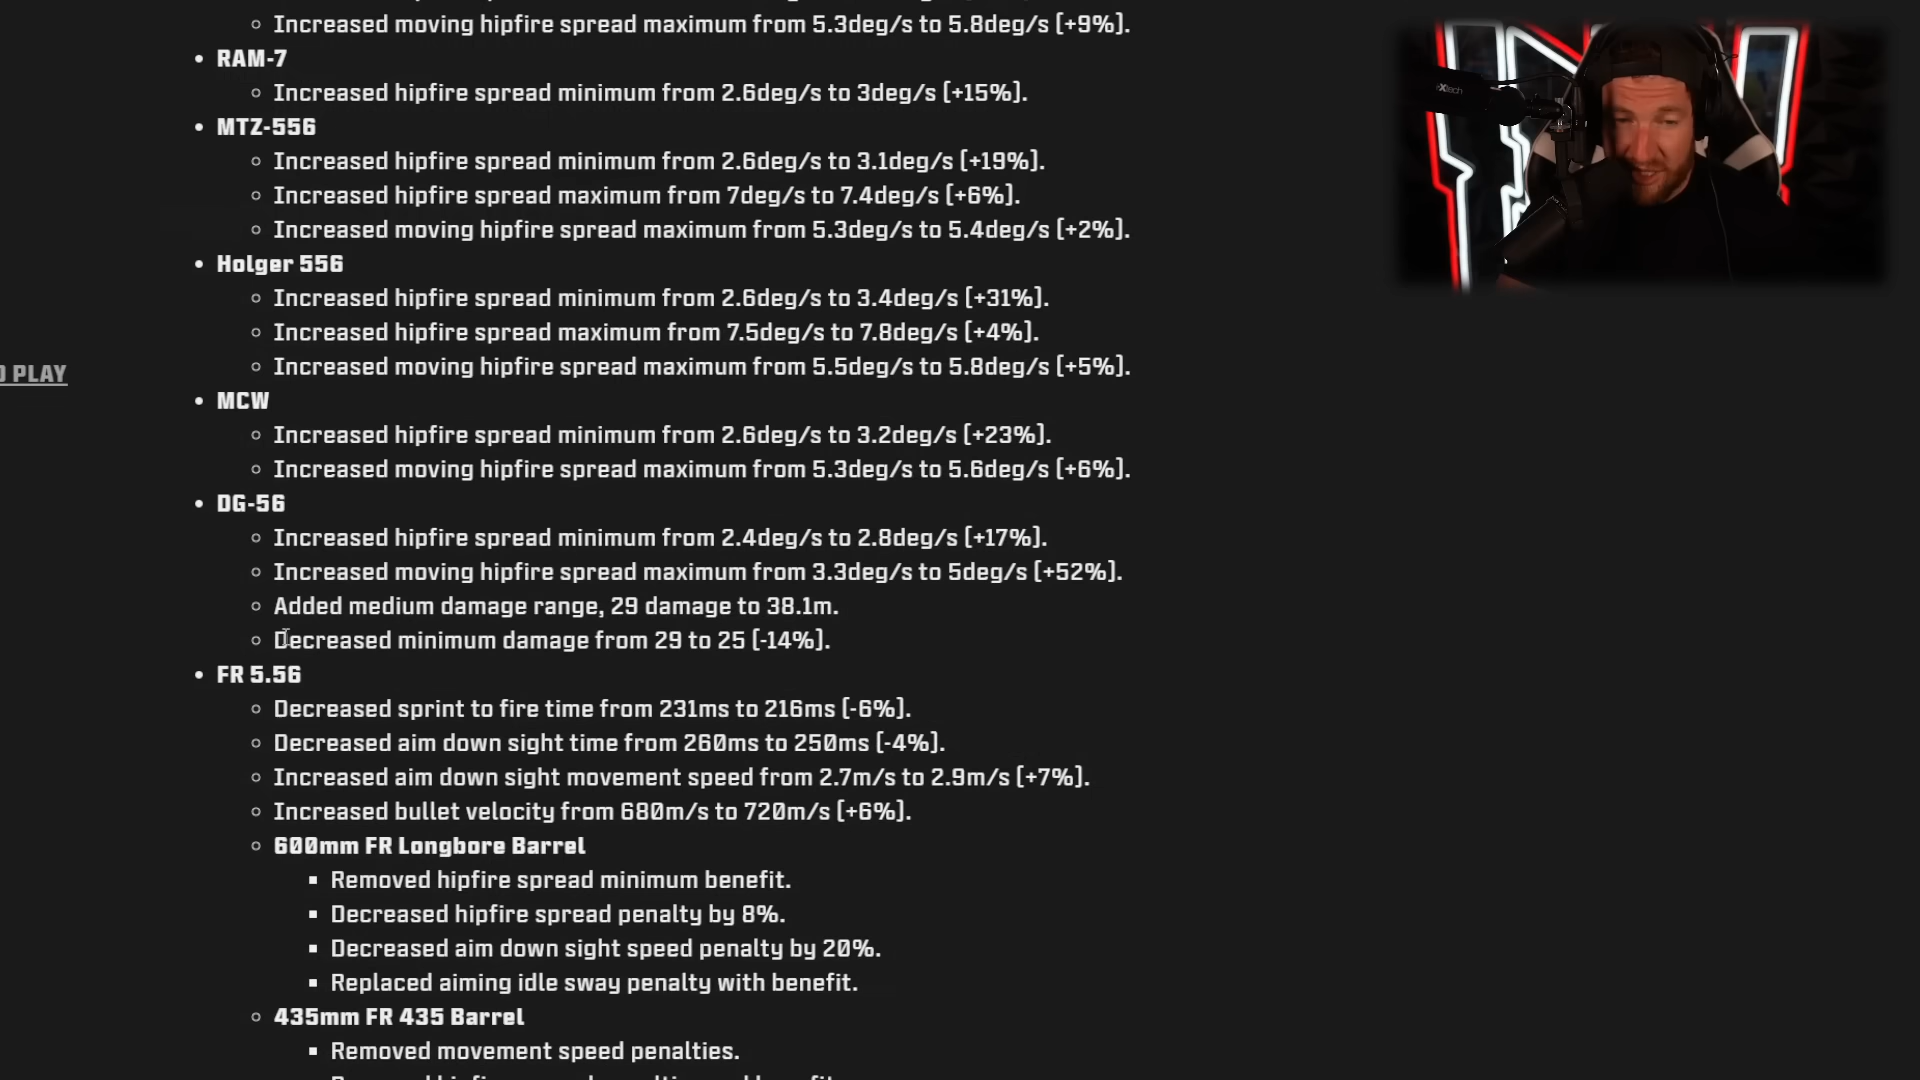 Increased moving hipfire spread maximum from 5.3deg/s to 5.8deg/s (+9%).
• RAM-7
Increased hipfire spread minimum from 2.6deg/s to 3deg/s (+15%).
• MTZ-556
Increased hipfire spread minimum from 2.6deg/s to 3.1deg/s (+19%).
Increased hipfire spread maximum from 7deg/s to 7.4deg/s (+6%).
Increased moving hipfire spread maximum from 5.3deg/s to 5.4deg/s (+2%).
• Holger 556
Increased hipfire spread minimum from 2.6deg/s to 3.4deg/s (+31%).
Increased hipfire spread maximum from 7.5deg/s to 7.8deg/s (+4%).
Increased moving hipfire spread maximum from 5.5deg/s to 5.8deg/s (+5%).
PLAY
• MCW
Increased hipfire spread minimum from 2.6deg/s to 3.2deg/s (+23%).
Increased moving hipfire spread maximum from 5.3deg/s to 5.6deg/s (+6%).
• DG-56
Increased hipfire spread minimum from 2.4deg/s to 2.8deg/s (+17%).
Increased moving hipfire spread maximum from 3.3deg/s to 5deg/s (+52%).
Added medium damage range, 29 damage to 38.1m.
Decreased minimum damage from 29 to 25 (-14%).
• FR 5.56
Decreased sprint to fire time from 231ms to 216ms (-6%).
Decreased aim down sight time from 260ms to 250ms (-4%).
Increased aim down sight movement speed from 2.7m/s to 2.9m/s (+7%).
Increased bullet velocity from 680m/s to 720m/s (+6%).
600mm FR Longbore Barrel
Removed hipfire spread minimum benefit.
Decreased hipfire spread penalty by 8%.
Decreased aim down sight speed penalty by 20%.
Replaced aiming idle sway penalty with benefit.
435mm FR 435 Barrel
Removed movement speed penalties.